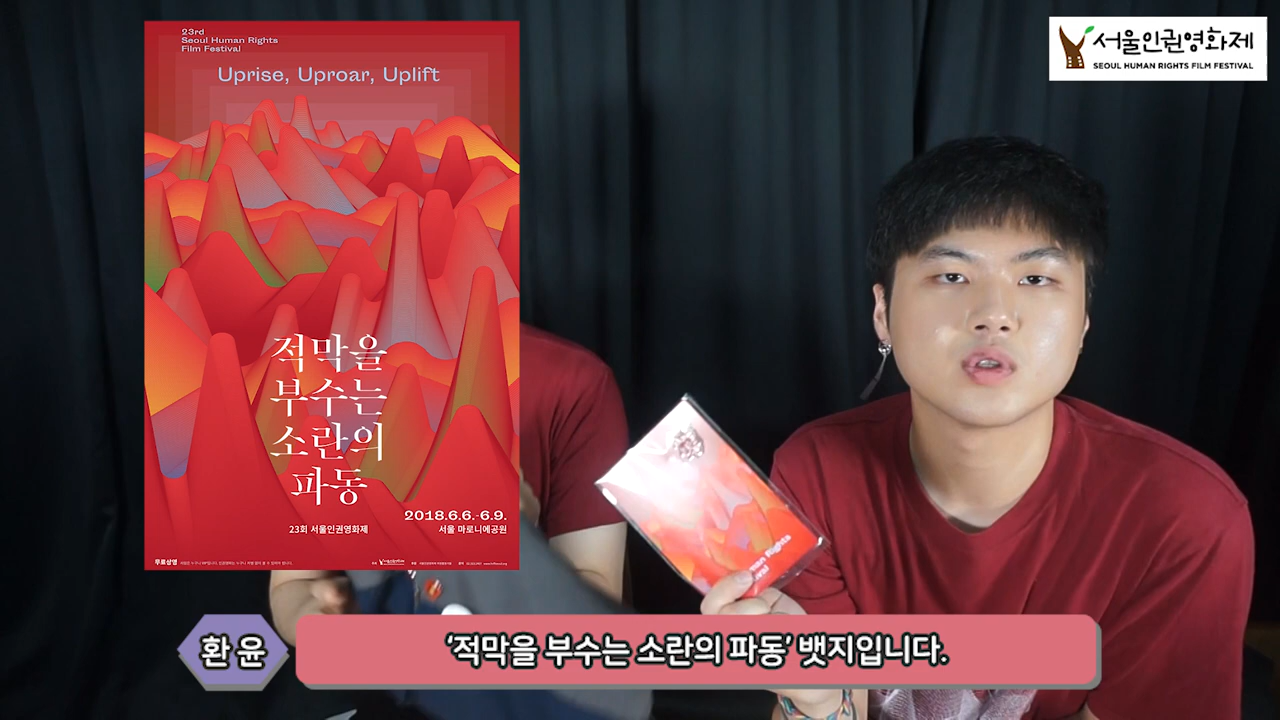 23rd
Seoul Human Rights
Film Festival
Uprise, Uproar, Uplift
적막을
부수는
소란의
파동
2018.6.6.-6.9.
23회 서울인권영화제
서울 마로니에공원
무료상영
서울인권영화제
SEOUL HUMAN RIGHTS FILM FESTIVAL
Rights
환윤
‘적막을 부수는 소란의 파동’ 뱃지입니다.